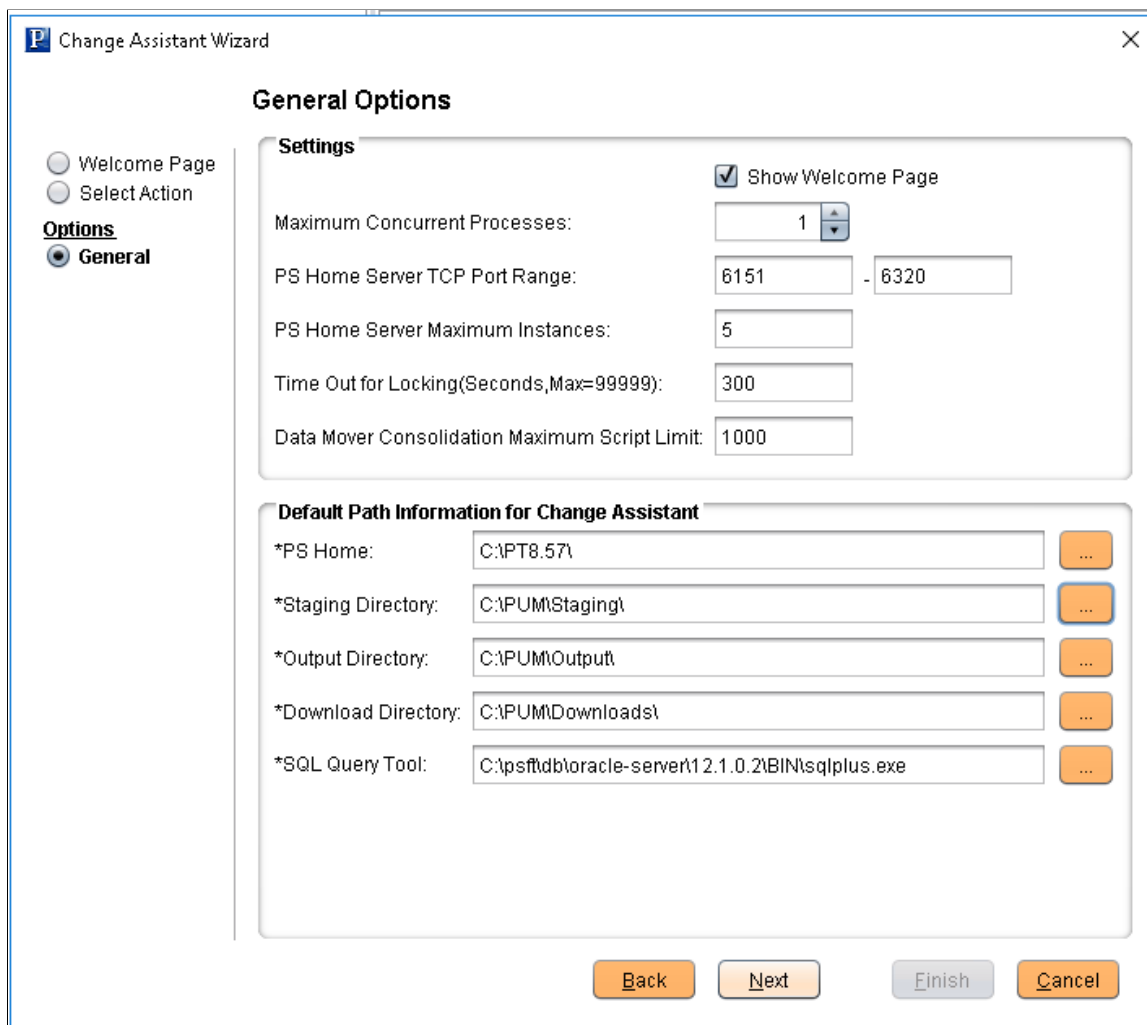 P Change Assistant Wizard
General Options
Welcome Page
Select Action
Options
General
Settings
Show Welcome Page
Maximum Concurrent Processes: 1
PS Home Server TCP Port Range: 6151 - 6320
PS Home Server Maximum Instances: 5
Time Out for Locking(Seconds,Max=99999): 300
Data Mover Consolidation Maximum Script Limit: 1000
Default Path Information for Change Assistant
*PS Home: C:\PT8.57\ ...
*Staging Directory: C:\PUM\Staging\ ...
*Output Directory: C:\PUM\Output\ ...
*Download Directory: C:\PUM\Downloads\ ...
*SQL Query Tool: C:\psft\db\oracle-server\12.1.0.2\BIN\sqlplus.exe ...
Back Next Finish Cancel